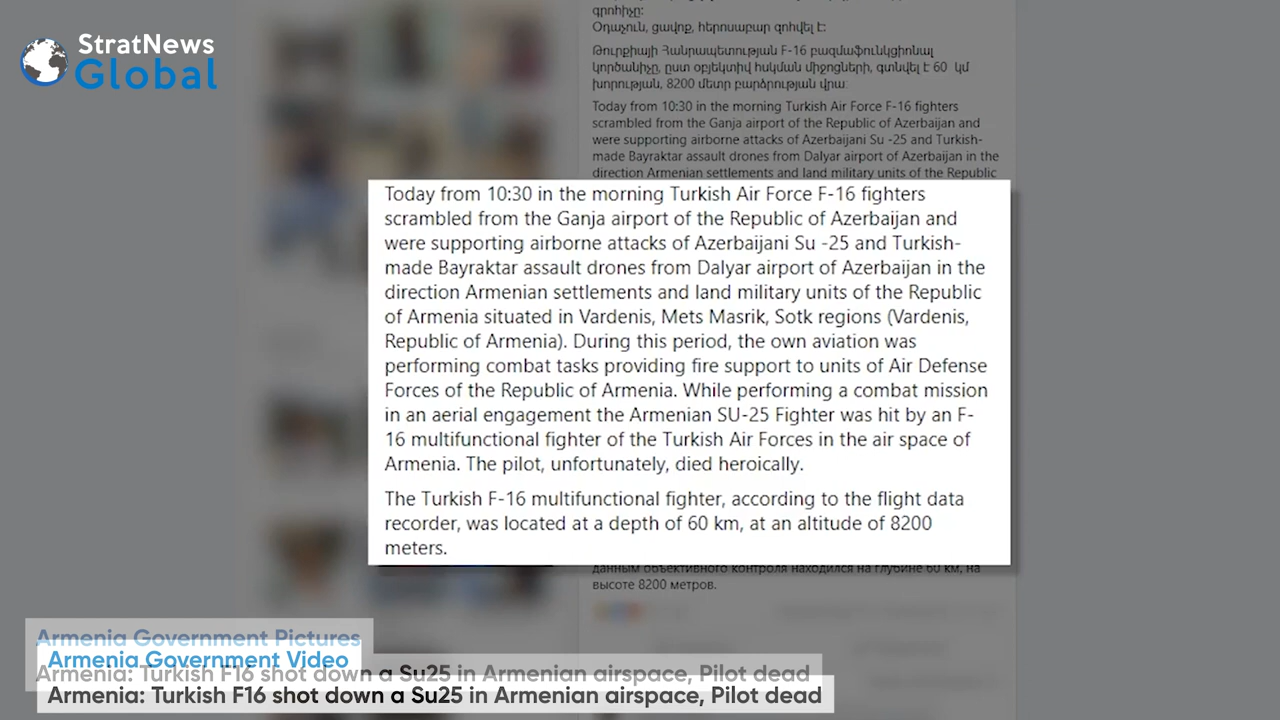 StratNews
Global
գրոհիչը:
Օդաչուն, ցավոք, հերոսաբար զոհվել է:
Թուրքիայի Հանրապետության F-16 բազմաֆունկցիոնալ
կործանիչը, ըստ օբյեկտիվ հսկման միջոցների, գտնվել է 60 կմ
խորության, 8200 մետր բարձրության վրա:
Today from 10:30 in the morning Turkish Air Force F-16 fighters
scrambled from the Ganja airport of the Republic of Azerbaijan and
were supporting airborne attacks of Azerbaijani Su -25 and Turkish-
made Bayraktar assault drones from Dalyar airport of Azerbaijan in the
direction Armenian settlements and land military units of the Republic
Today from 10:30 in the morning Turkish Air Force F-16 fighters
scrambled from the Ganja airport of the Republic of Azerbaijan and
were supporting airborne attacks of Azerbaijani Su -25 and Turkish-
made Bayraktar assault drones from Dalyar airport of Azerbaijan in the
direction Armenian settlements and land military units of the Republic
of Armenia situated in Vardenis, Mets Masrik, Sotk regions (Vardenis,
Republic of Armenia). During this period, the own aviation was
performing combat tasks providing fire support to units of Air Defense
Forces of the Republic of Armenia. While performing a combat mission
in an aerial engagement the Armenian SU-25 Fighter was hit by an F-
16 multifunctional fighter of the Turkish Air Forces in the air space of
Armenia. The pilot, unfortunately, died heroically.
The Turkish F-16 multifunctional fighter, according to the flight data
recorder, was located at a depth of 60 km, at an altitude of 8200
meters.
данным объективного контроля находился на глубине 60 км, на
высоте 8200 метров.
Armenia Government Pictures
Armenia Government Video
Armenia: Turkish F16 shot down a Su25 in Armenian airspace, Pilot dead
Armenia: Turkish F16 shot down a Su25 in Armenian airspace, Pilot dead